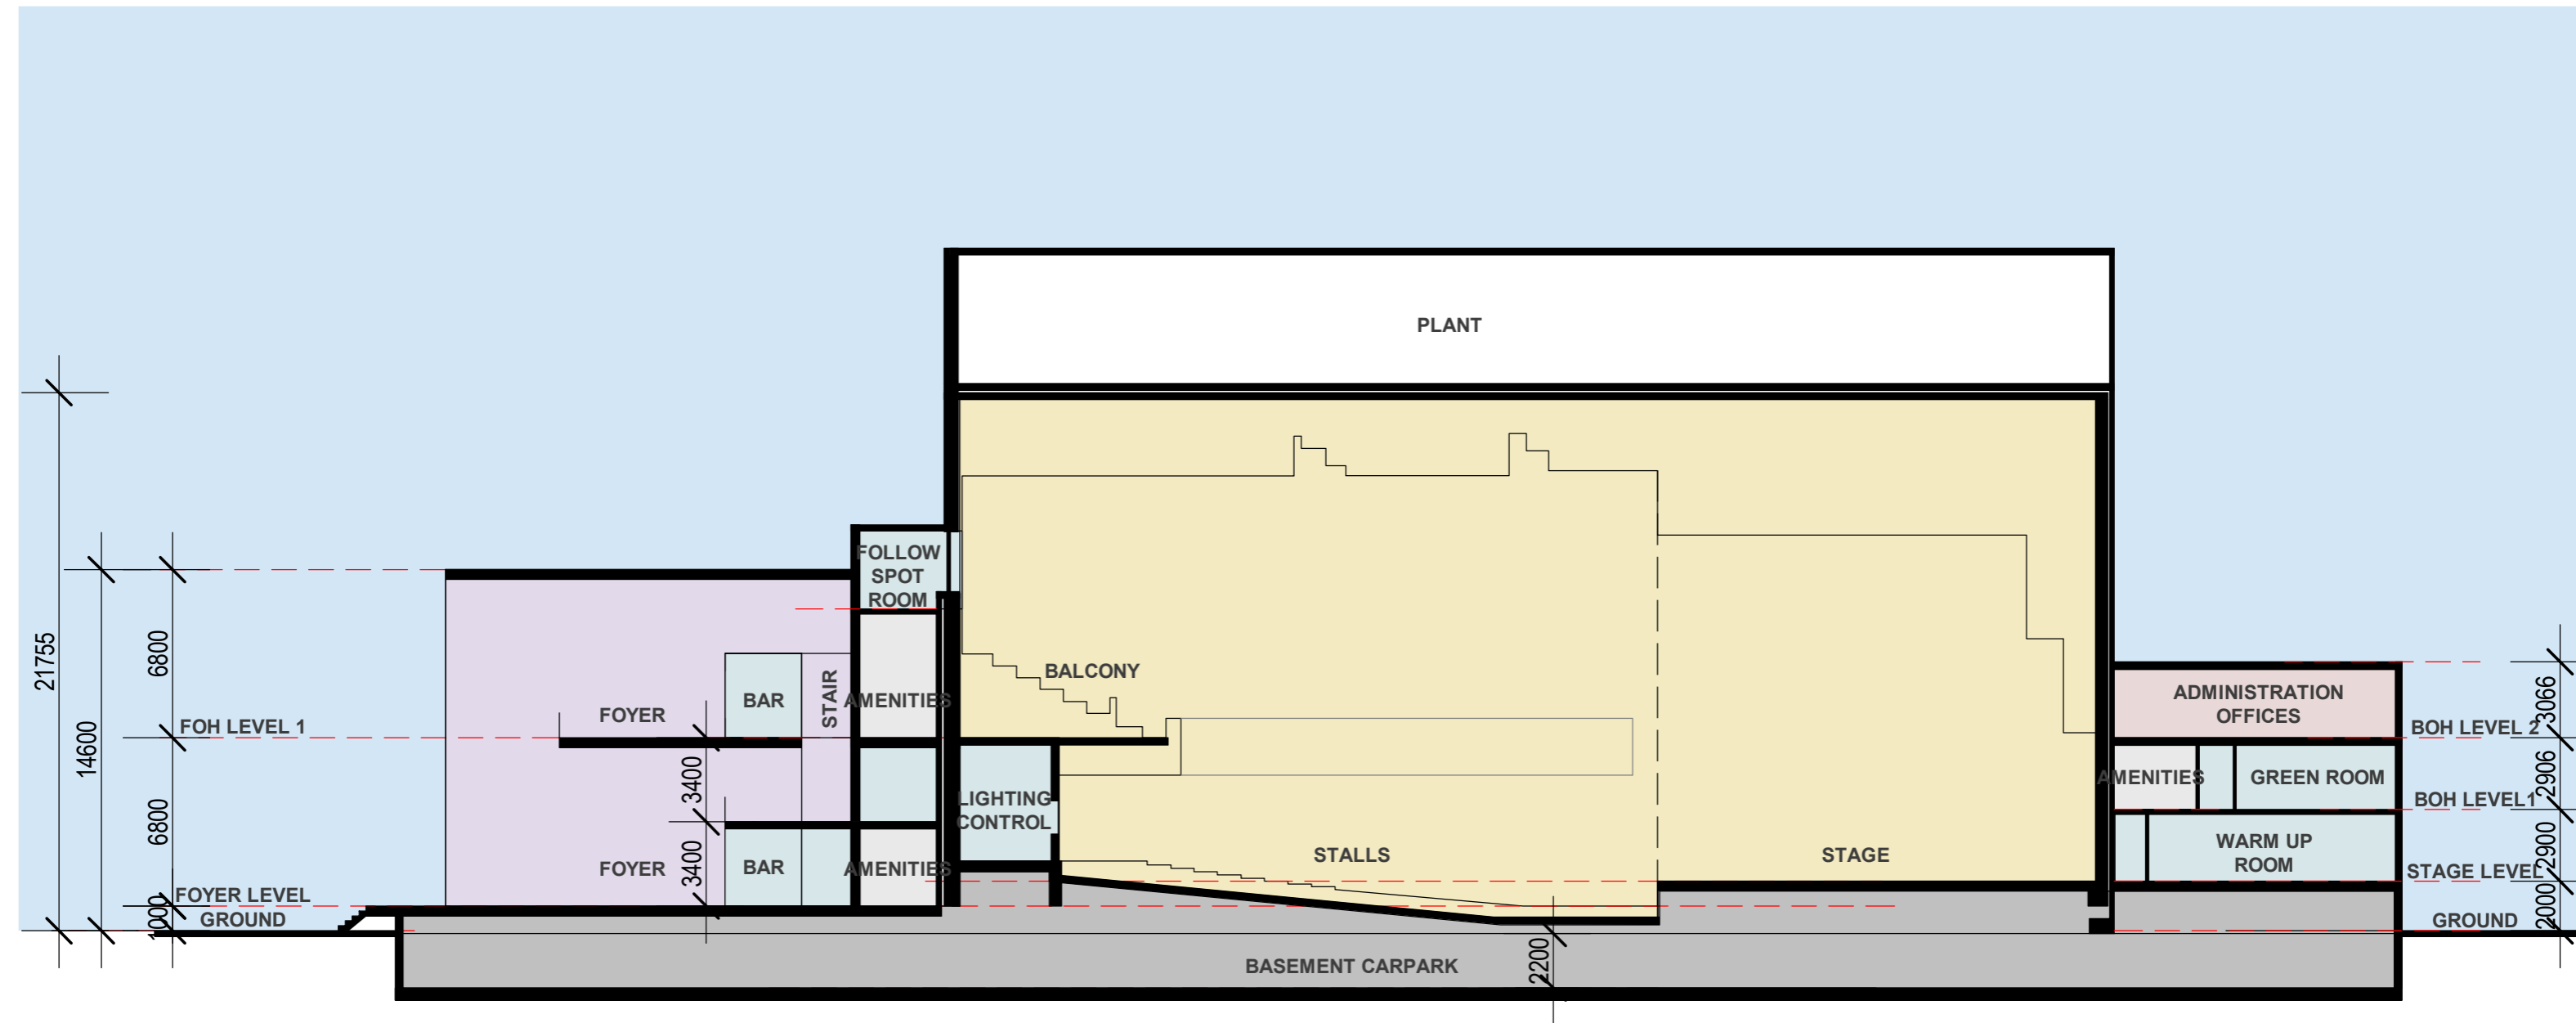 PLANT
FOLLOW
SPOT
ROOM
21755
14600
6800
6800
1000
FOH LEVEL 1
FOYER
BAR
STAIR
AMENITIES
BALCONY
3400
3400
LIGHTING
CONTROL
FOYER
BAR
AMENITIES
STALLS
STAGE
FOYER LEVEL
GROUND
BASEMENT CARPARK
2200
ADMINISTRATION
OFFICES
3066
BOH LEVEL 2
AMENITIES
GREEN ROOM
2906
BOH LEVEL1
WARM UP
ROOM
2900
STAGE LEVEL
2000
GROUND